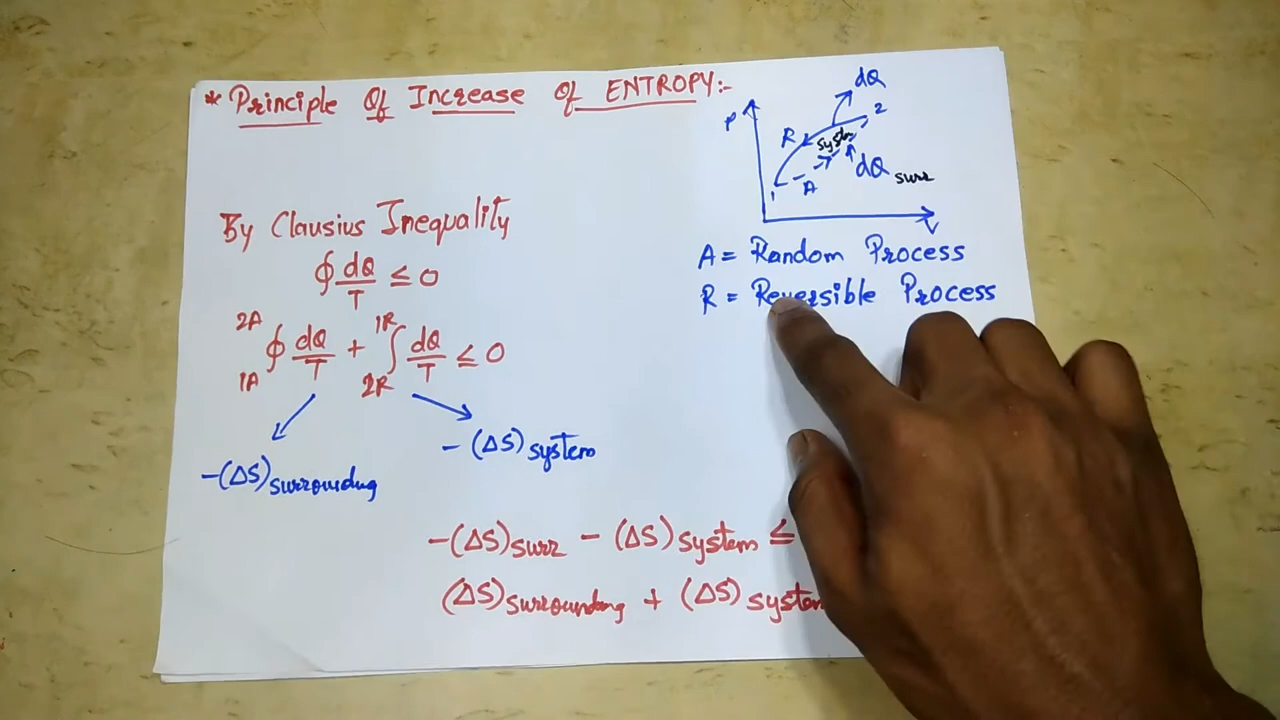 * Principle Of Increase Of ENTROPY:-
P
R
syst
A
1
2
dQ
dQ surr
V
A = Random Process
R = Reversible Process
By Clausius Inequality
∮ dQ/T ≤ 0
2A 1A ∮ dQ/T + 1R 2R ∫ dQ/T ≤ 0
-(ΔS) surrounding
-(ΔS) system
-(ΔS) surr - (ΔS) system ≤
(ΔS) surrounding + (ΔS) system